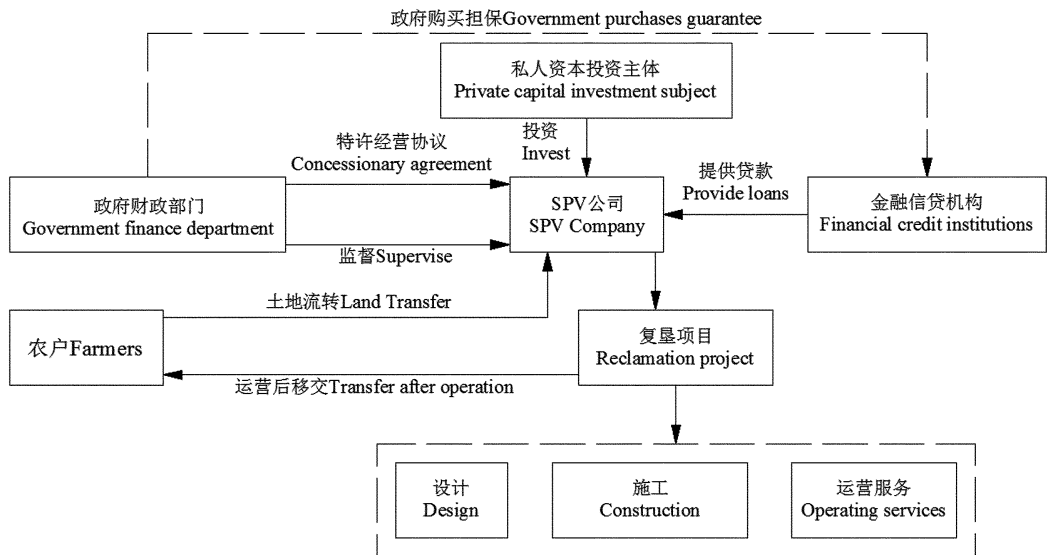 政府购买担保Government purchases guarantee
私人资本投资主体
Private capital investment subject
特许经营协议
Concessionary agreement
投资
Invest
提供贷款
Provide loans
政府财政部门
Government finance department
SPV公司
SPV Company
金融信贷机构
Financial credit institutions
监督Supervise
土地流转Land Transfer
农户Farmers
复垦项目
Reclamation project
运营后移交Transfer after operation
设计
Design
施工
Construction
运营服务
Operating services